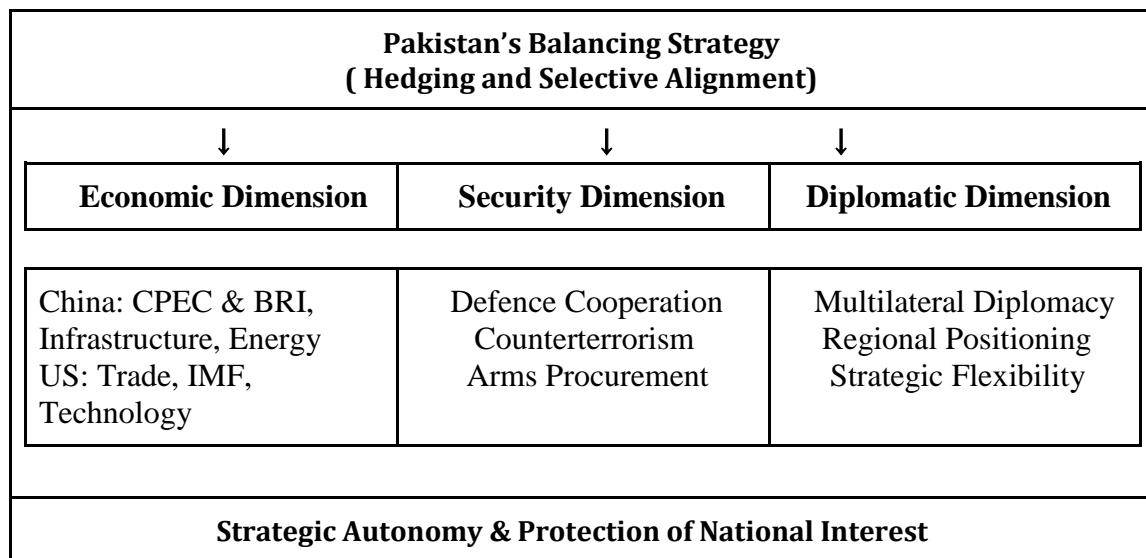 Pakistan’s Balancing Strategy
( Hedging and Selective Alignment)
↓ ↓ ↓
Economic Dimension
Security Dimension
Diplomatic Dimension
China: CPEC & BRI,
Infrastructure, Energy
US: Trade, IMF,
Technology
Defence Cooperation
Counterterrorism
Arms Procurement
Multilateral Diplomacy
Regional Positioning
Strategic Flexibility
Strategic Autonomy & Protection of National Interest